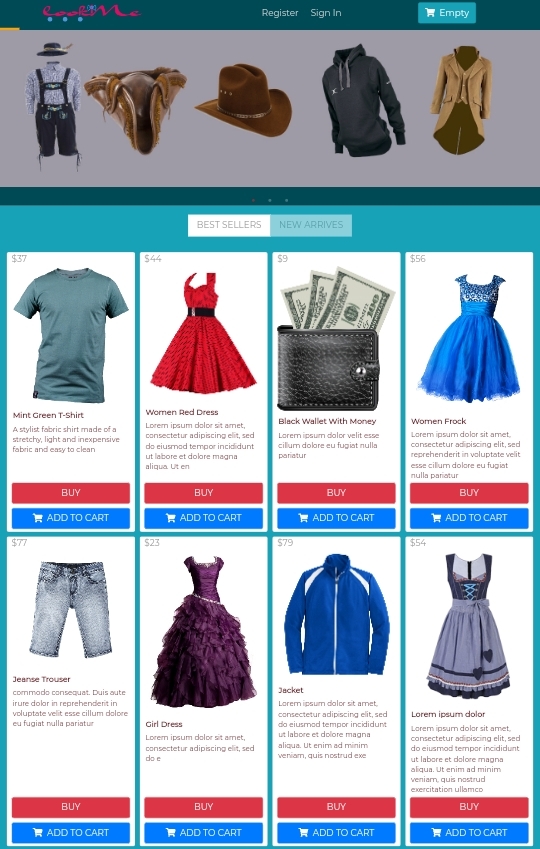 LookMe
Register Sign In
Empty
BEST SELLERS NEW ARRIVES
$37
Mint Green T-Shirt
A stylist fabric shirt made of a
stretchy, light and inexpensive
fabric and easy to clean
BUY
ADD TO CART
$44
Women Red Dress
Lorem ipsum dolor sit amet,
consectetur adipiscing elit, sed
do eiusmod tempor incididunt
ut labore et dolore magna
aliqua. Ut en
BUY
ADD TO CART
$9
Black Wallet With Money
Lorem ipsum dolor velit esse
cillum dolore eu fugiat nulla
pariatur
BUY
ADD TO CART
$56
Women Frock
Lorem ipsum dolor sit amet,
consectetur adipiscing elit, sed
reprehenderit in voluptate velit
esse cillum dolore eu fugiat
nulla pariatur
BUY
ADD TO CART
$77
Jeanse Trouser
commodo consequat. Duis aute
irure dolor in reprehenderit in
voluptate velit esse cillum dolore
eu fugiat nulla pariatur
BUY
ADD TO CART
$23
Girl Dress
Lorem ipsum dolor sit amet,
consectetur adipiscing elit, sed
do e
BUY
ADD TO CART
$79
Jacket
Lorem ipsum dolor sit amet,
consectetur adipiscing elit, sed
do eiusmod tempor incididunt
ut labore et dolore magna
aliqua. Ut enim ad minim
veniam, quis nostrud exe
BUY
ADD TO CART
$54
Lorem ipsum dolor
Lorem ipsum dolor sit amet,
consectetur adipiscing elit, sed
do eiusmod tempor incididunt
ut labore et dolore magna
aliqua. Ut enim ad minim
veniam, quis nostrud
exercitation ullamco
BUY
ADD TO CART